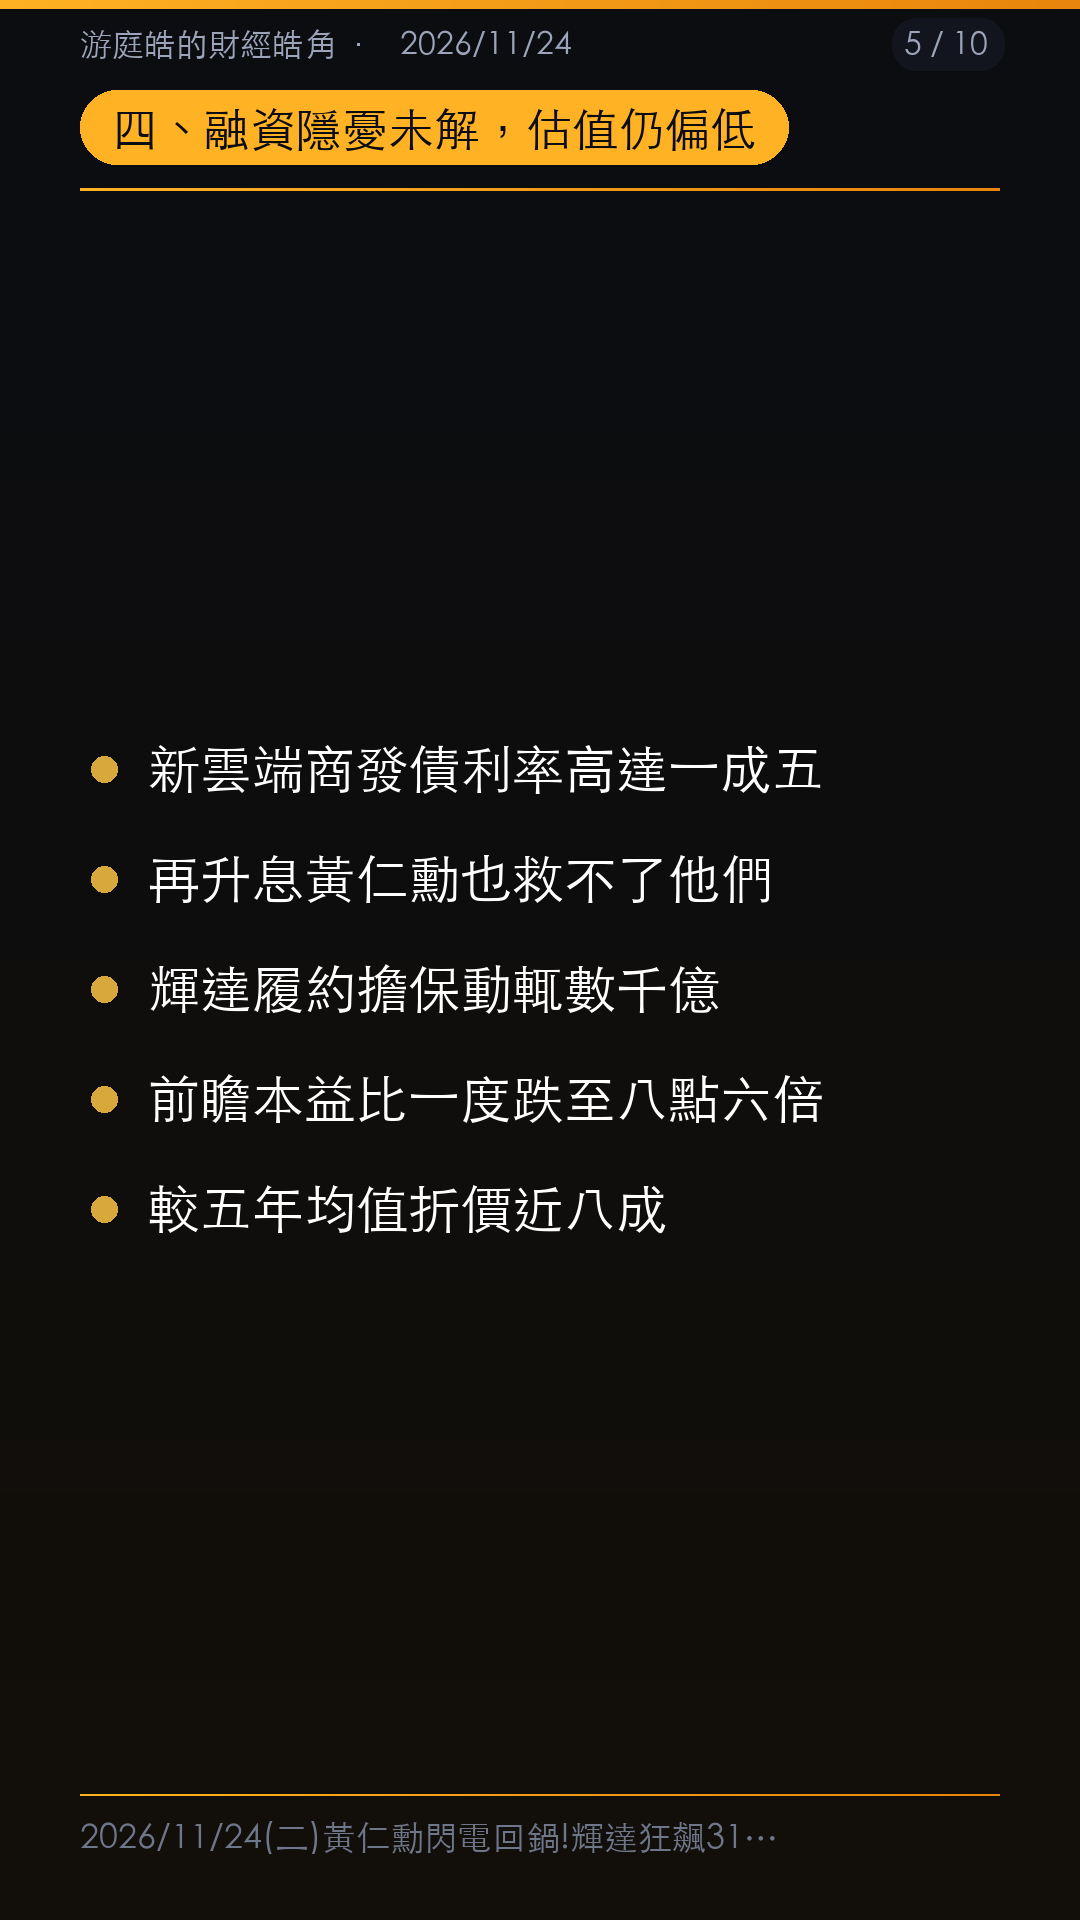 游庭皓的財經皓角 · 2026/11/24
5 / 10
四、融資隱憂未解，估值仍偏低
新雲端商發債利率高達一成五
再升息黃仁勳也救不了他們
輝達履約擔保動輒數千億
前瞻本益比一度跌至八點六倍
較五年均值折價近八成
2026/11/24(二)黃仁勳閃電回鍋!輝達狂飆31…